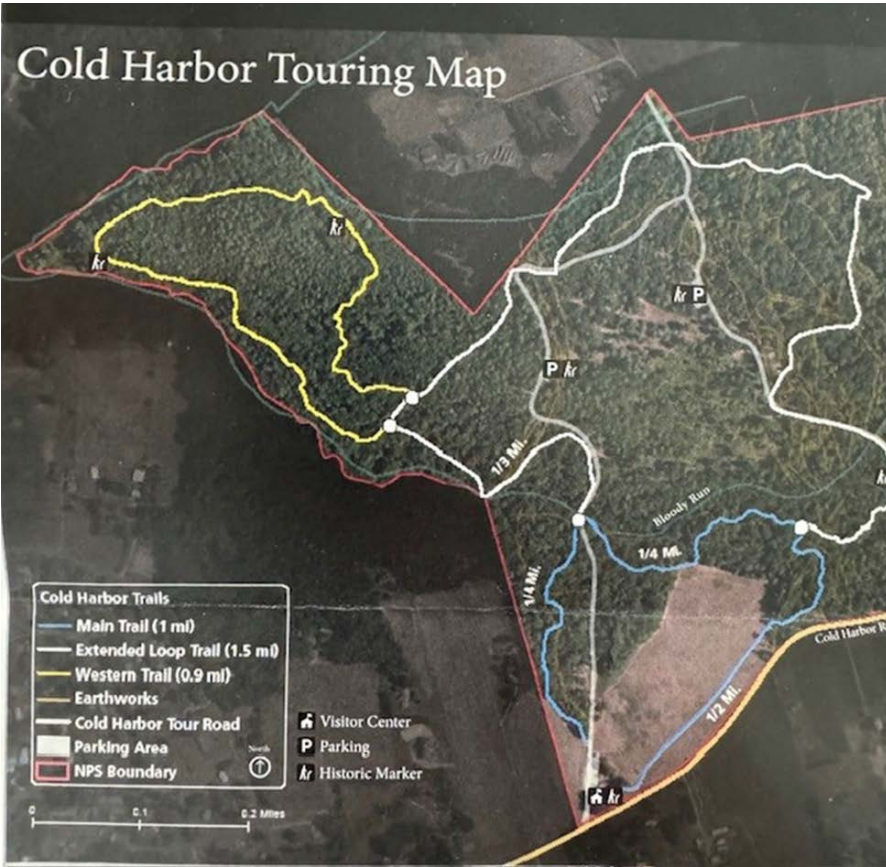 Cold Harbor Touring Map
P
P
1/3 Mi.
Bloody Run
1/4 Mi.
1/4 Mi.
Cold Harbor
1/2 Mi.
Cold Harbor Trails
Main Trail (1 mi)
Extended Loop Trail (1.5 mi)
Western Trail (0.9 mi)
Earthworks
Cold Harbor Tour Road
Parking Area
NPS Boundary
North
Visitor Center
P Parking
Historic Marker
0 0.1 0.2 Miles